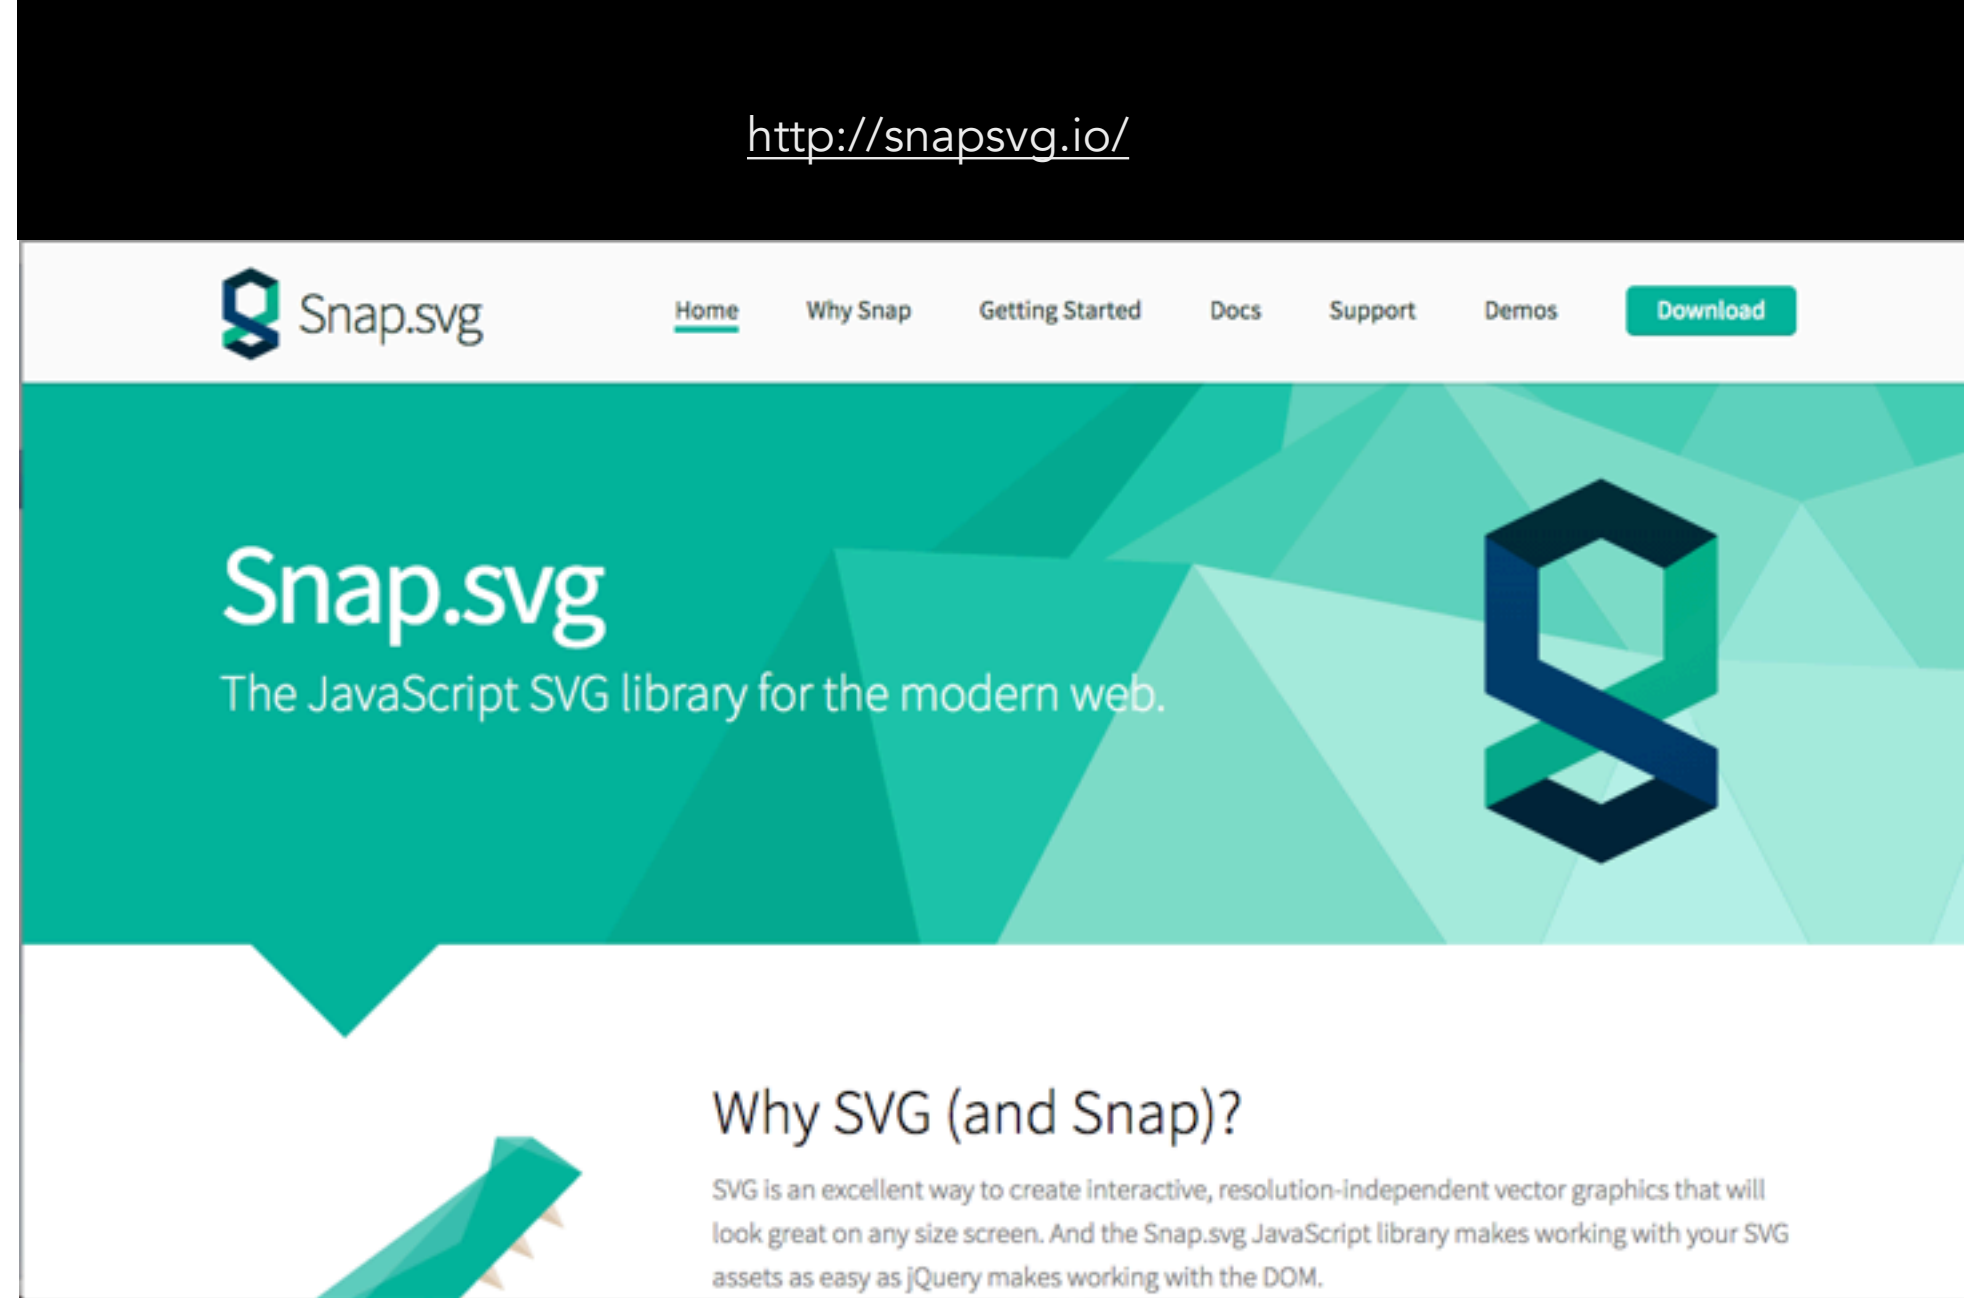 http://snapsvg.io/
Snap.svg
Home Why Snap Getting Started Docs Support Demos Download
Snap.svg
The JavaScript SVG library for the modern web.
Why SVG (and Snap)?
SVG is an excellent way to create interactive, resolution-independent vector graphics that will
look great on any size screen. And the Snap.svg JavaScript library makes working with your SVG
assets as easy as jQuery makes working with the DOM.